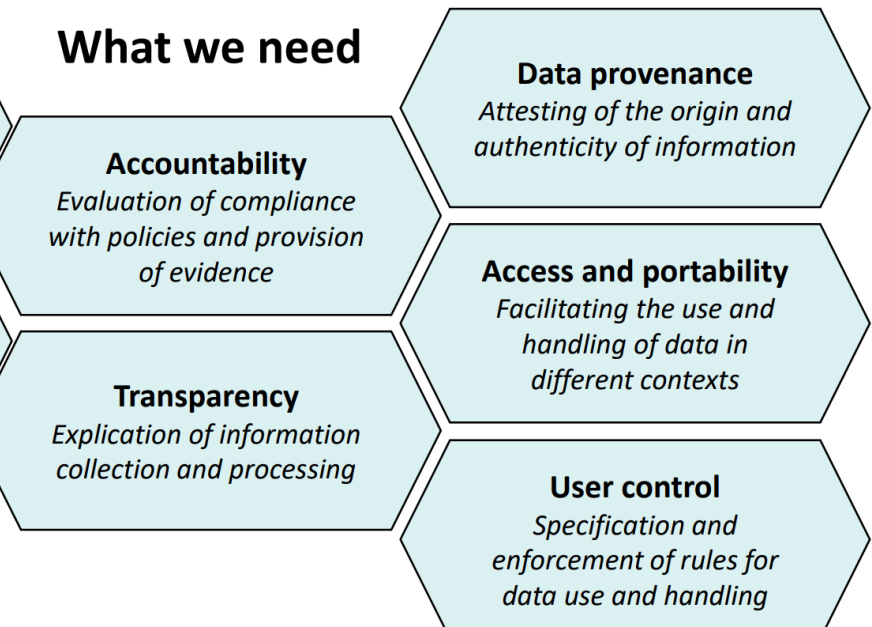 What we need
Data provenance
Attesting of the origin and
authenticity of information
Accountability
Evaluation of compliance
with policies and provision
of evidence
Access and portability
Facilitating the use and
handling of data in
different contexts
Transparency
Explication of information
collection and processing
User control
Specification and
enforcement of rules for
data use and handling